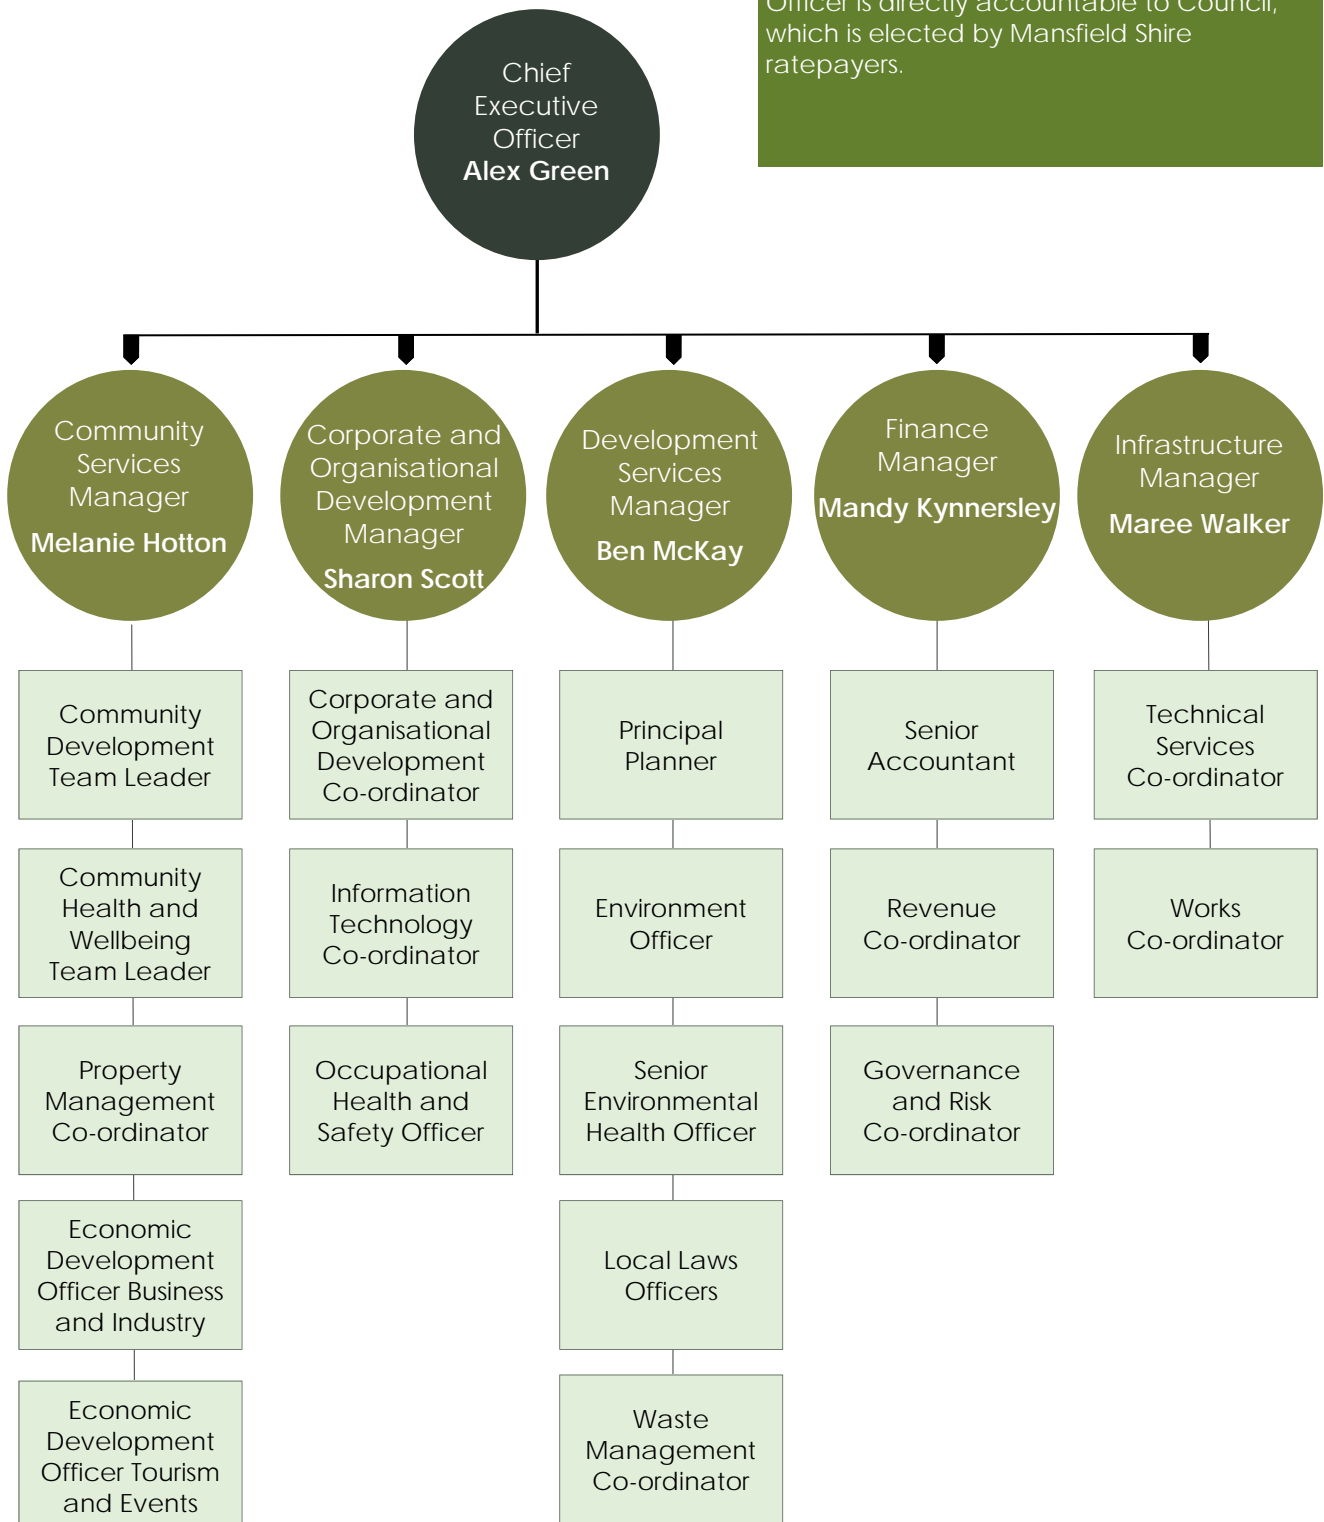 Officer is directly accountable to Council,
which is elected by Mansfield Shire
ratepayers.
Chief
Executive
Officer
Alex Green
Community
Services
Manager
Melanie Hotton
Corporate and
Organisational
Development
Manager
Sharon Scott
Development
Services
Manager
Ben McKay
Finance
Manager
Mandy Kynnersley
Infrastructure
Manager
Maree Walker
Community
Development
Team Leader
Corporate and
Organisational
Development
Co-ordinator
Principal
Planner
Senior
Accountant
Technical
Services
Co-ordinator
Community
Health and
Wellbeing
Team Leader
Information
Technology
Co-ordinator
Environment
Officer
Revenue
Co-ordinator
Works
Co-ordinator
Property
Management
Co-ordinator
Occupational
Health and
Safety Officer
Senior
Environmental
Health Officer
Governance
and Risk
Co-ordinator
Economic
Development
Officer Business
and Industry
Local Laws
Officers
Economic
Development
Officer Tourism
and Events
Waste
Management
Co-ordinator